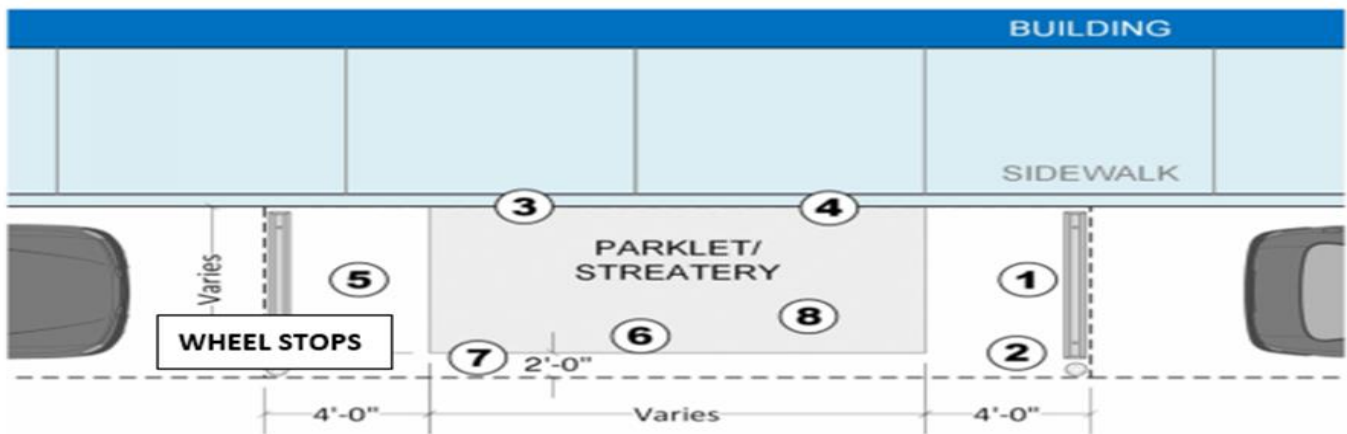 BUILDING
SIDEWALK
3
4
PARKLET/
STREATERY
Varies
5
1
8
WHEEL STOPS
6
7
2'-0"
2
4'-0"
Varies
4'-0"